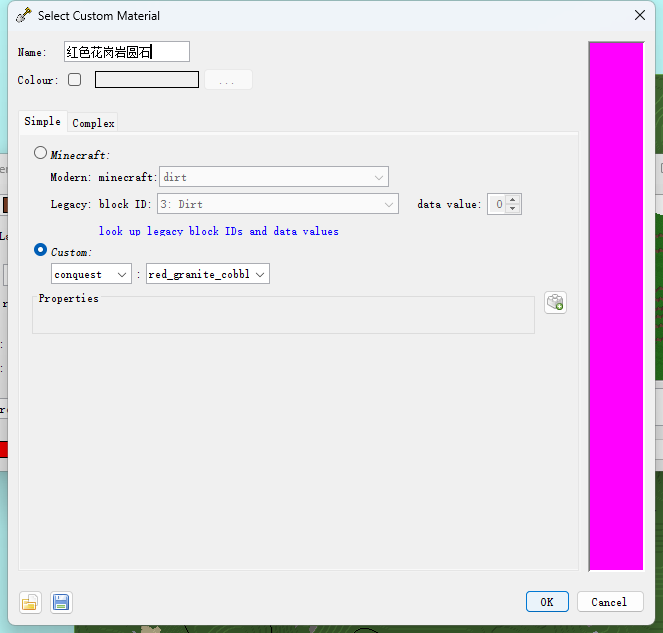 Select Custom Material
Name: 红色花岗岩圆石
Colour: ...
Simple Complex
Minecraft:
Modern: minecraft: dirt
Legacy: block ID: 3: Dirt data value: 0
look up legacy block IDs and data values
Custom:
conquest : red_granite_cobbl
Properties
OK Cancel